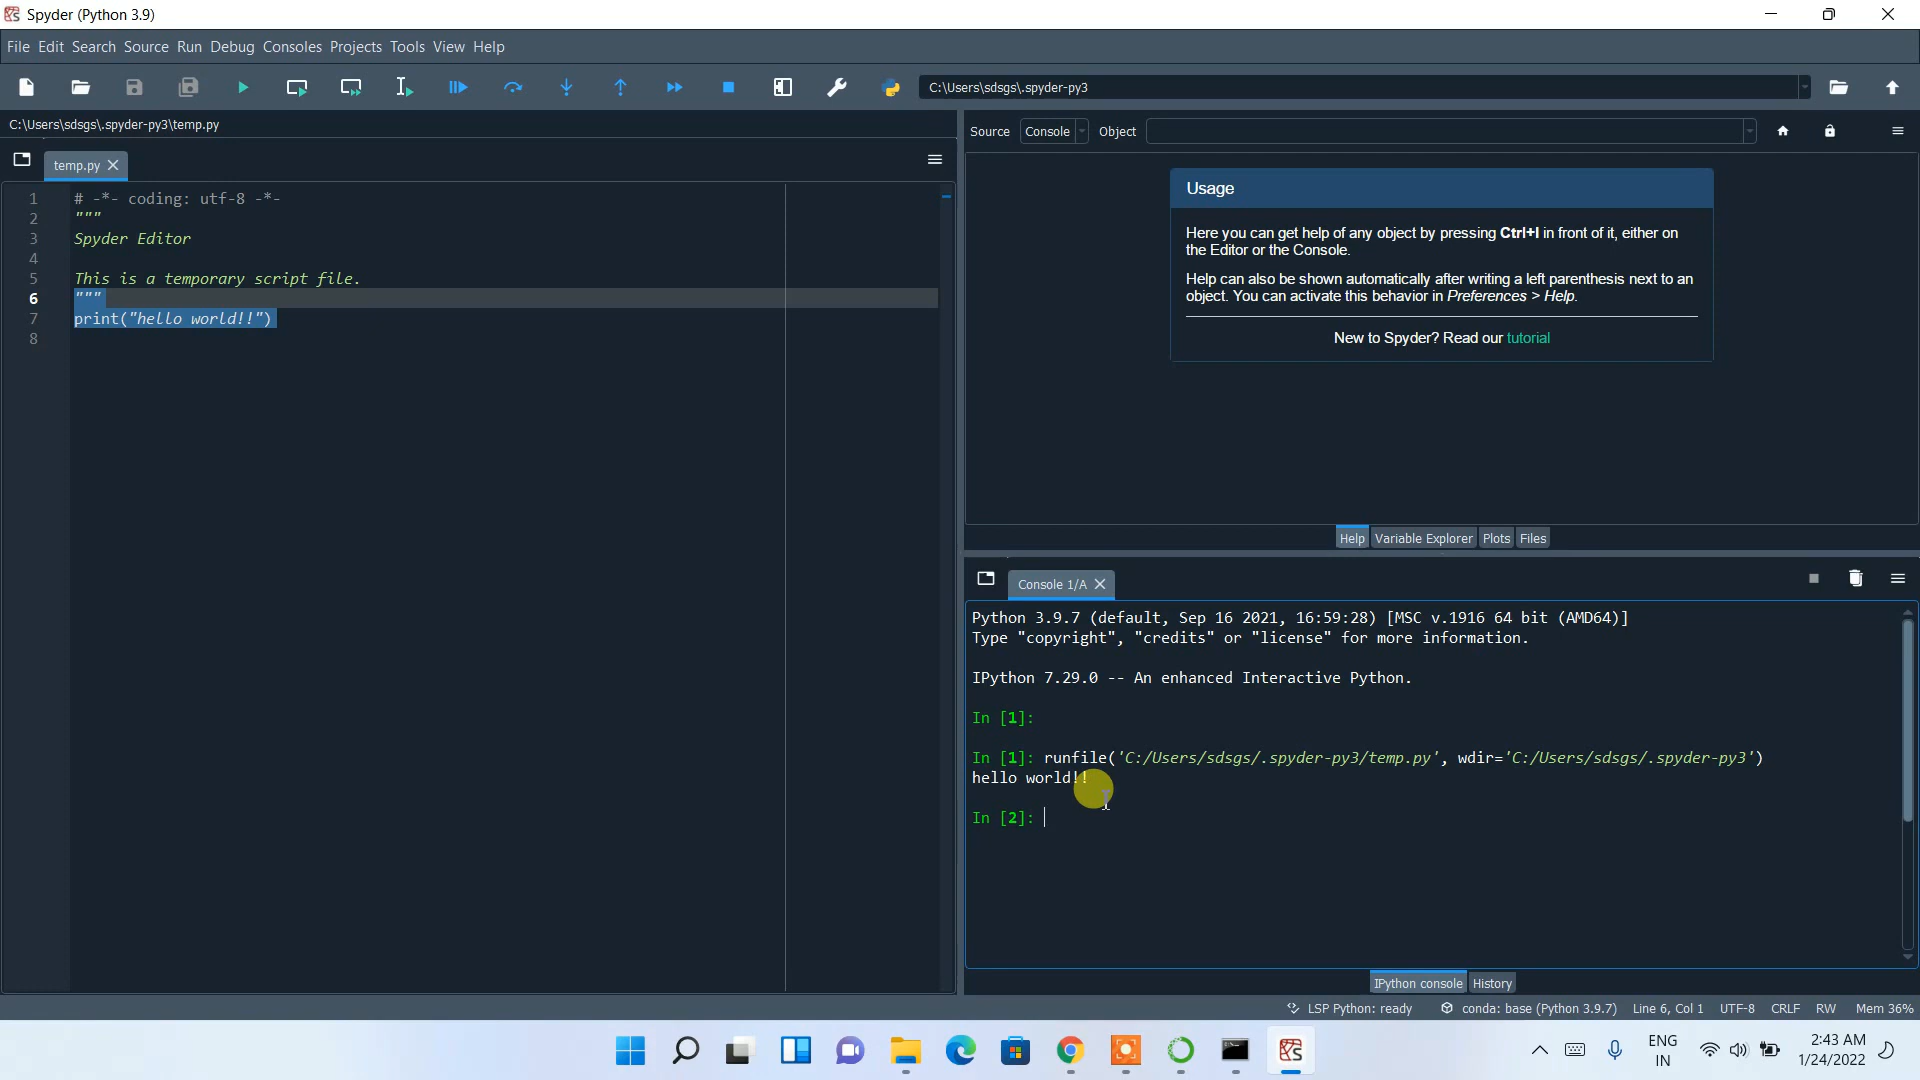 Spyder (Python 3.9)
File Edit Search Source Run Debug Consoles Projects Tools View Help
C:\Users\sdsgs\.spyder-py3
C:\Users\sdsgs\.spyder-py3\temp.py
temp.py
1 # -*- coding: utf-8 -*-
2 """
3 Spyder Editor
4
5 This is a temporary script file.
6 """
7 print("hello world!!")
8
Source Console Object
Usage
Here you can get help of any object by pressing Ctrl+I in front of it, either on
the Editor or the Console.
Help can also be shown automatically after writing a left parenthesis next to an
object. You can activate this behavior in Preferences > Help.
New to Spyder? Read our tutorial
Help Variable Explorer Plots Files
Console 1/A
Python 3.9.7 (default, Sep 16 2021, 16:59:28) [MSC v.1916 64 bit (AMD64)]
Type "copyright", "credits" or "license" for more information.
IPython 7.29.0 -- An enhanced Interactive Python.
In [1]:
In [1]: runfile('C:/Users/sdsgs/.spyder-py3/temp.py', wdir='C:/Users/sdsgs/.spyder-py3')
hello world!!
In [2]:
IPython console History
LSP Python: ready conda: base (Python 3.9.7) Line 6, Col 1 UTF-8 CRLF RW Mem 36%
ENG
IN
2:43 AM
1/24/2022